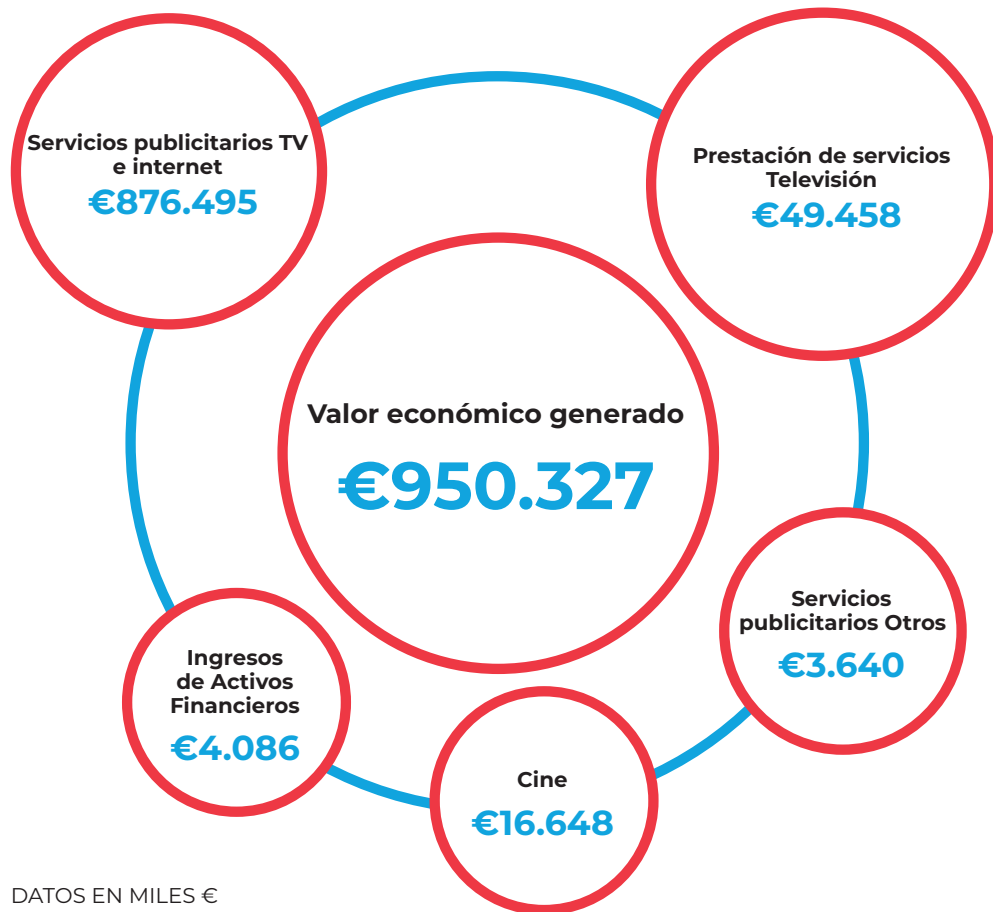 Servicios publicitarios TV
e internet
€876.495
Prestación de servicios
Televisión
€49.458
Valor económico generado
€950.327
Servicios
publicitarios Otros
€3.640
Ingresos
de Activos
Financieros
€4.086
Cine
€16.648
DATOS EN MILES €